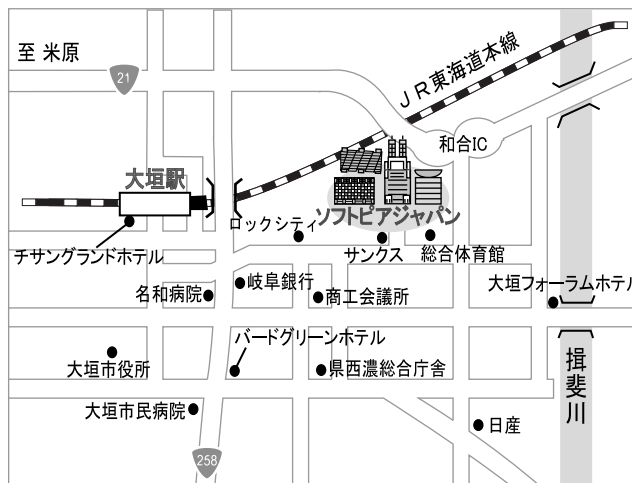 至 米原
21
JR東海道本線
和合IC
大垣駅
ロックシティ
ソフトピアジャパン
チサングランドホテル
サンクス
総合体育館
名和病院
岐阜銀行
商工会議所
大垣フォーラムホテル
バードグリーンホテル
大垣市役所
県西濃総合庁舎
揖斐川
大垣市民病院
日産
258